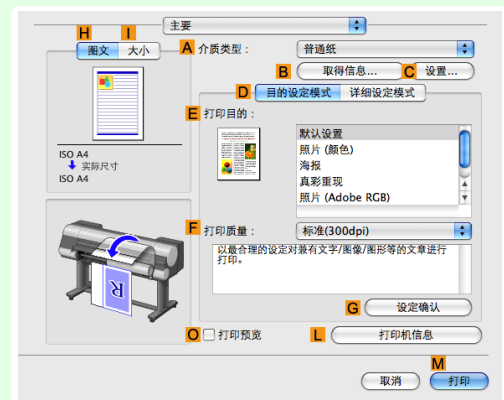 主要
H I
图文 大小
A 介质类型： 普通纸
B 取得信息... C 设置...
D 目的设定模式 详细设定模式
E 打印目的：
默认设置
照片 (颜色)
海报
真彩重现
照片 (Adobe RGB)
ISO A4
实际尺寸
ISO A4
F 打印质量： 标准(300dpi)
以最合理的设定对兼有文字/图像/图形等的文章进行
打印。
R
G 设定确认
O 打印预览 L 打印机信息
M
取消 打印